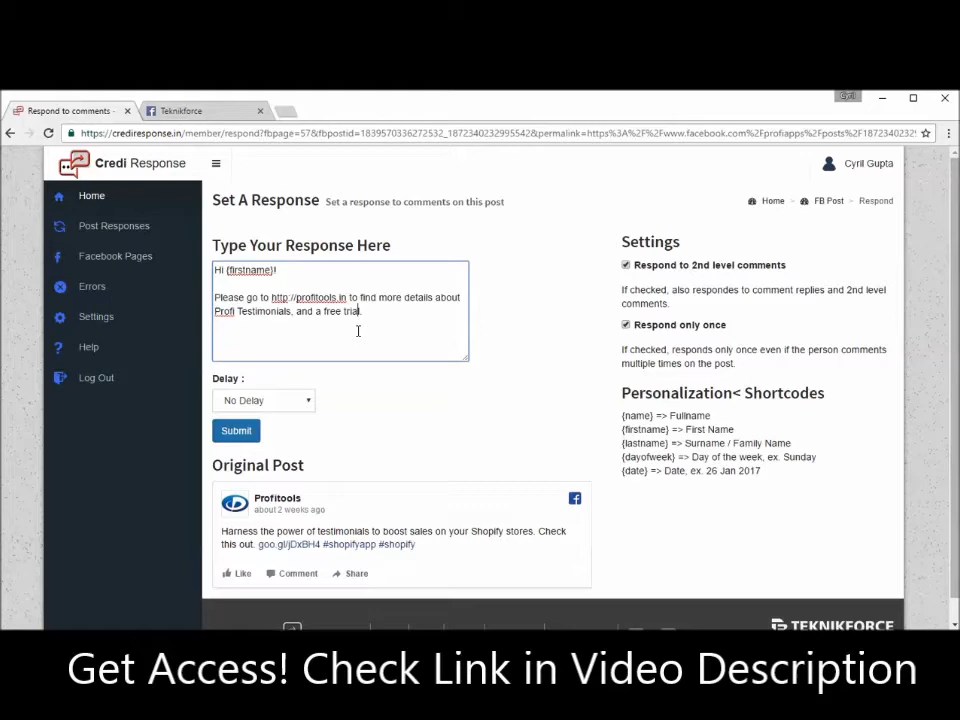 Cyril
Respond to comments -
Teknikforce
https://crediresponse.in/member/respond?fbpage=57&fbpostid=1839570336272532_1872340232995542&permalink=https%3A%2F%2Fwww.facebook.com%2Fprofiapps%2Fposts%2F18723402329
Credi Response
Cyril Gupta
Home
Post Responses
Facebook Pages
Errors
Settings
Help
Log Out
Set A Response Set a response to comments on this post
Home > FB Post > Respond
Type Your Response Here
Hi {firstname}!
Please go to http://profitools.in to find more details about
Profi Testimonials, and a free trial.
Delay :
No Delay
Submit
Original Post
Profitools
about 2 weeks ago
Harness the power of testimonials to boost sales on your Shopify stores. Check
this out. goo.gl/jDxBH4 #shopifyapp #shopify
Like Comment Share
Settings
Respond to 2nd level comments
If checked, also respondes to comment replies and 2nd level
comments.
Respond only once
If checked, responds only once even if the person comments
multiple times on the post.
Personalization< Shortcodes
{name} => Fullname
{firstname} => First Name
{lastname} => Surname / Family Name
{dayofweek} => Day of the week, ex. Sunday
{date} => Date, ex. 26 Jan 2017
TEKNIKFORCE
Get Access! Check Link in Video Description